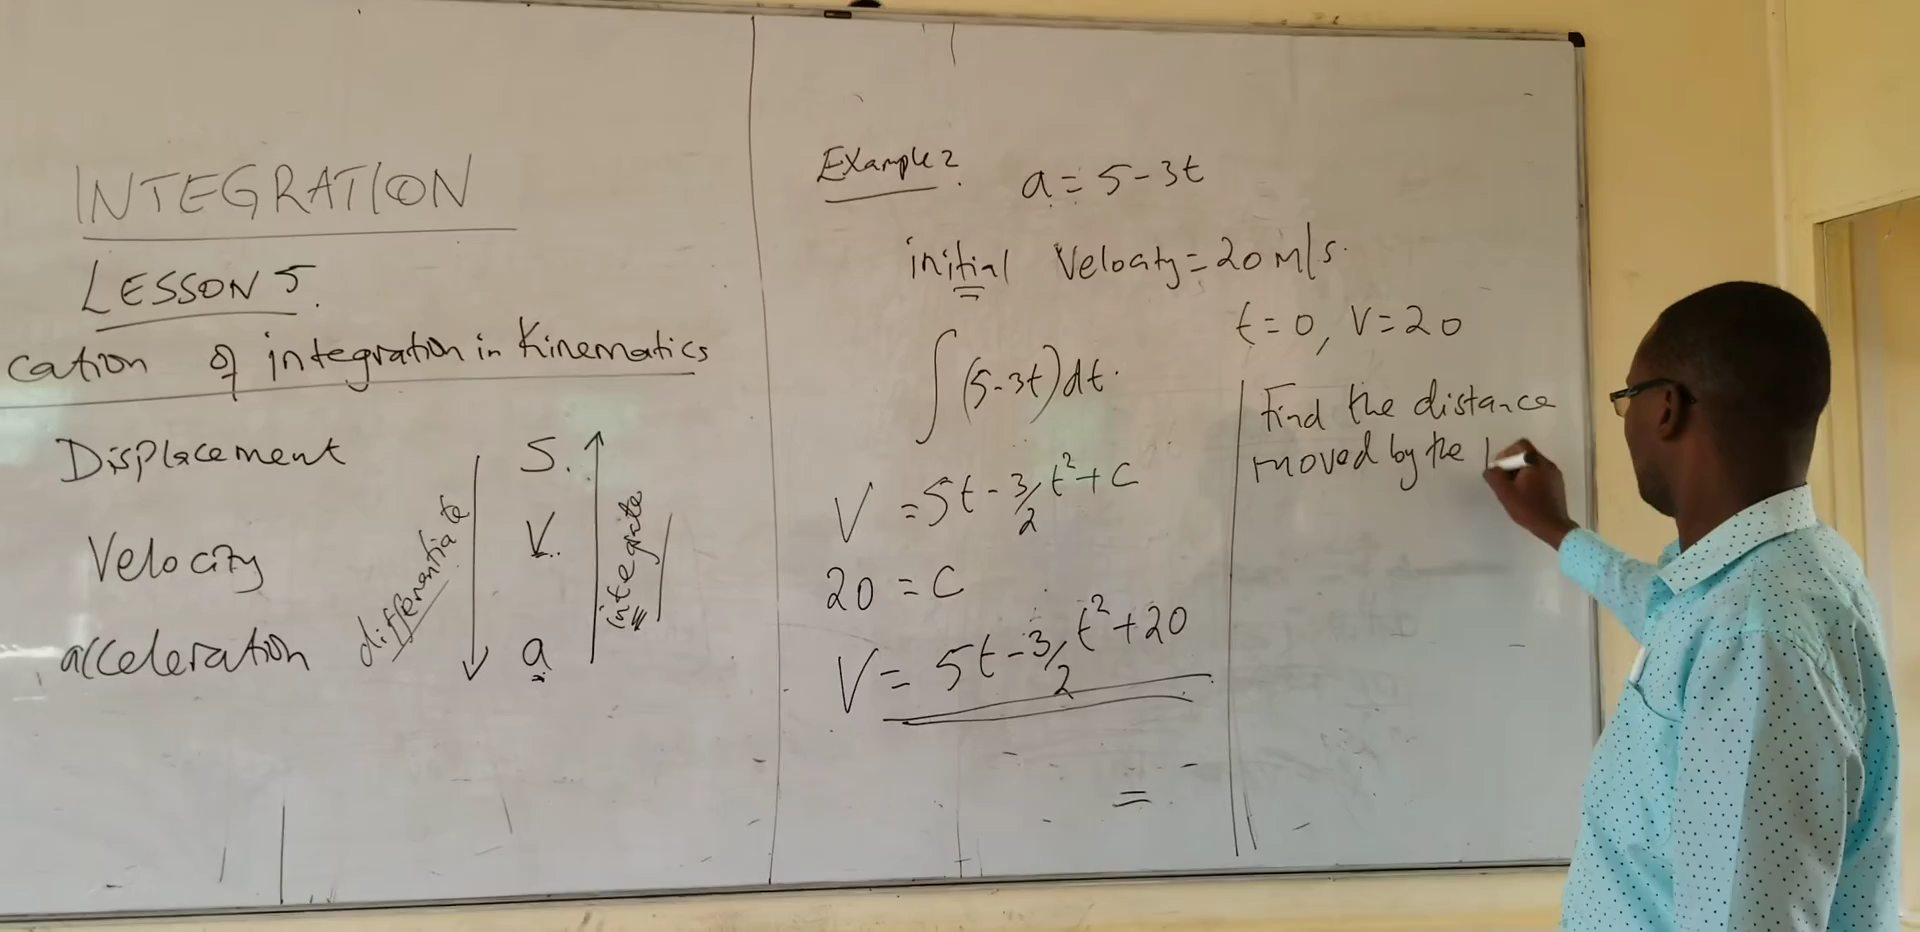 INTEGRATION
LESSON 5.
cation of integration in Kinematics
Displacement
Velocity
acceleration
differentiate
S.
V.
a
integrate
Example 2.
a = 5 - 3t
initial Velocity = 20 m/s.
t = 0, V = 20
∫(5-3t)dt.
V = 5t - 3/2 t² + C
20 = C
V = 5t - 3/2 t² + 20
=
Find the distance
moved by the